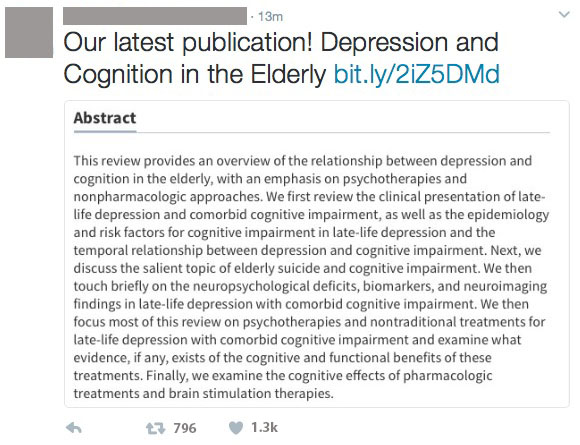 · 13m
Our latest publication! Depression and
Cognition in the Elderly bit.ly/2iZ5DMd
Abstract
This review provides an overview of the relationship between depression and
cognition in the elderly, with an emphasis on psychotherapies and
nonpharmacologic approaches. We first review the clinical presentation of late-
life depression and comorbid cognitive impairment, as well as the epidemiology
and risk factors for cognitive impairment in late-life depression and the
temporal relationship between depression and cognitive impairment. Next, we
discuss the salient topic of elderly suicide and cognitive impairment. We then
touch briefly on the neuropsychological deficits, biomarkers, and neuroimaging
findings in late-life depression with comorbid cognitive impairment. We then
focus most of this review on psychotherapies and nontraditional treatments for
late-life depression with comorbid cognitive impairment and examine what
evidence, if any, exists of the cognitive and functional benefits of these
treatments. Finally, we examine the cognitive effects of pharmacologic
treatments and brain stimulation therapies.
796 1.3k